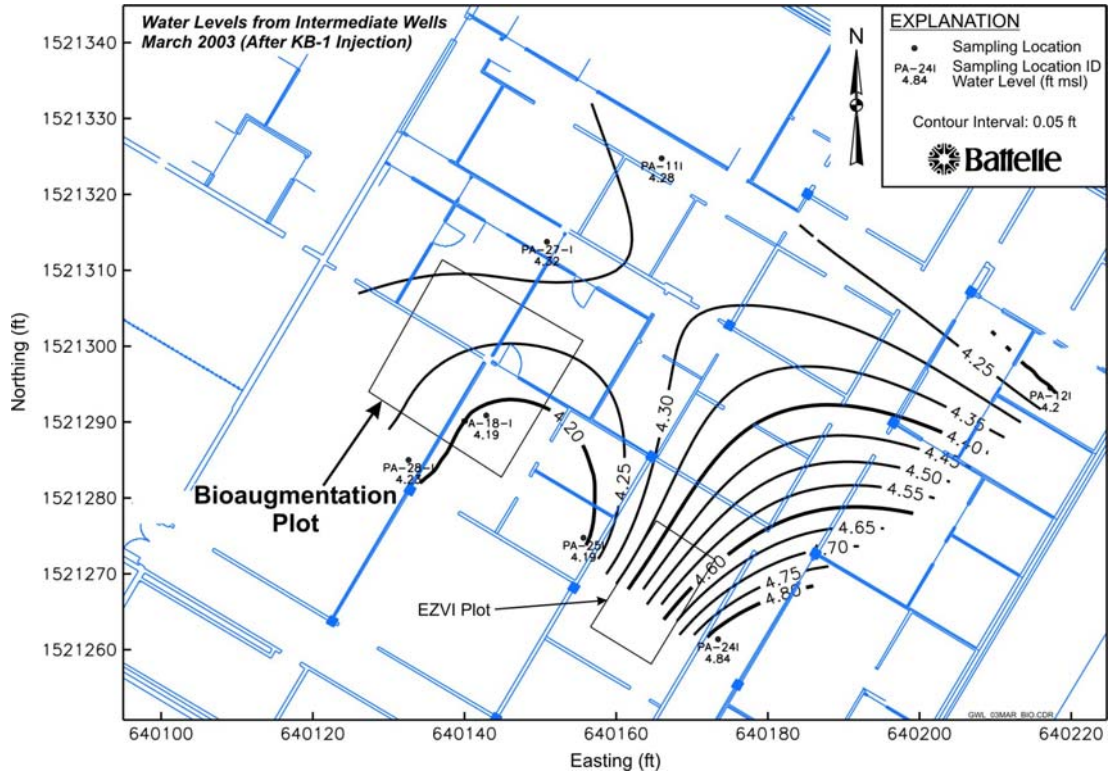 Water Levels from Intermediate Wells
March 2003 (After KB-1 Injection)
EXPLANATION
Sampling Location
PA-24I
4.84
Sampling Location ID
Water Level (ft msl)
Contour Interval: 0.05 ft
Battelle
N
1521340
1521330
1521320
1521310
1521300
1521290
1521280
1521270
1521260
Northing (ft)
PA-11I
4.28
PA-27-I
4.32
PA-18-I
4.19
PA-28-I
PA-25I
4.19
PA-12I
4.2
PA-24I
4.84
4.20
4.25
4.30
4.25
4.35
4.40
4.45
4.50
4.55
4.60
4.65
4.70
4.75
4.80
Bioaugmentation
Plot
EZVI Plot
GWL_03MAR_BIO.CDR
640100
640120
640140
640160
640180
640200
640220
Easting (ft)